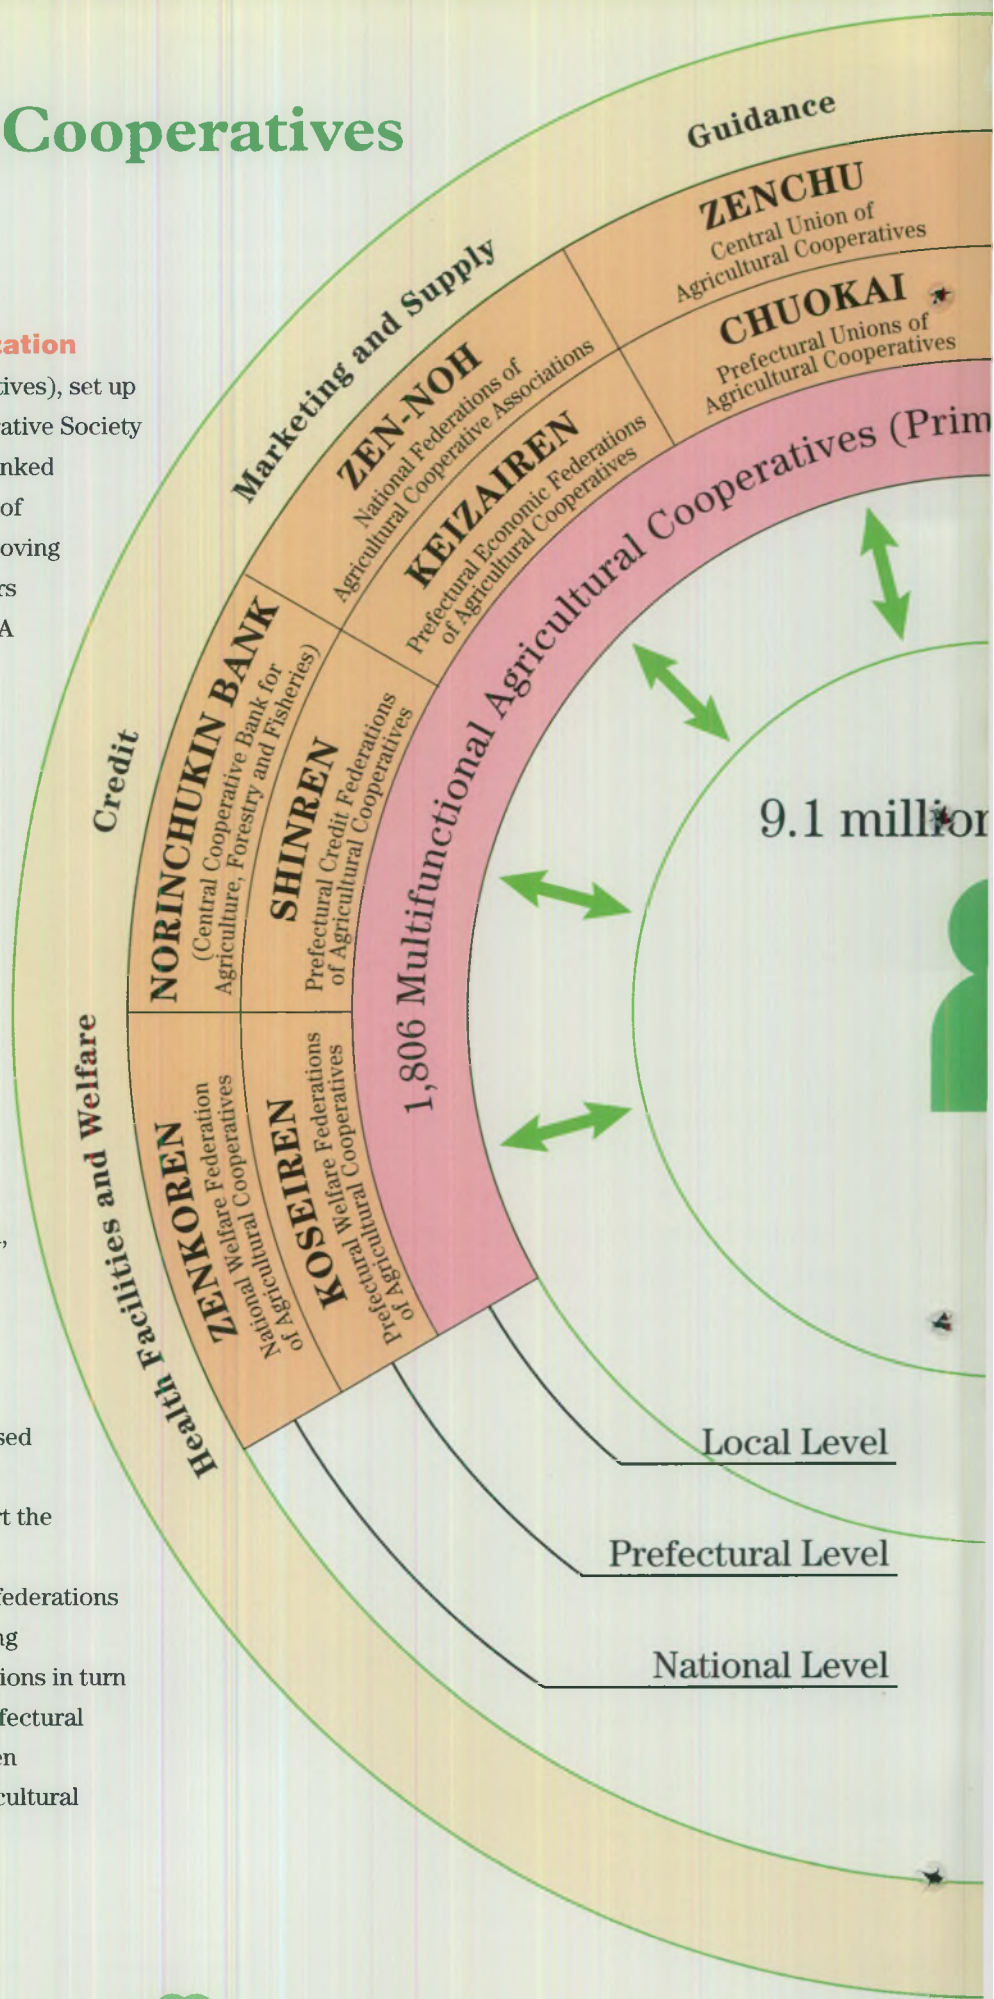 Cooperatives
tives), set up
rative Society
nked
of
oving
rs
A
sed
t the
federations
ng
ions in turn
fectural
en
cultural
Guidance
ZENCHU
Central Union of
Agricultural Cooperatives
CHUOKAI
Prefectural Unions of
Agricultural Cooperatives
Marketing and Supply
ZEN-NOH
National Federations of
Agricultural Cooperative Associations
KEIZAIREN
Prefectural Economic Federations
of Agricultural Cooperatives
Credit
NORINCHUKIN BANK
(Central Cooperative Bank for
Agriculture, Forestry and Fisheries)
SHINREN
Prefectural Credit Federations
of Agricultural Cooperatives
Health Facilities and Welfare
ZENKOREN
National Welfare Federation
of Agricultural Cooperatives
KOSEIREN
Prefectural Welfare Federations
of Agricultural Cooperatives
1,806 Multifunctional Agricultural Cooperatives (Prim
9.1 million
Local Level
Prefectural Level
National Level